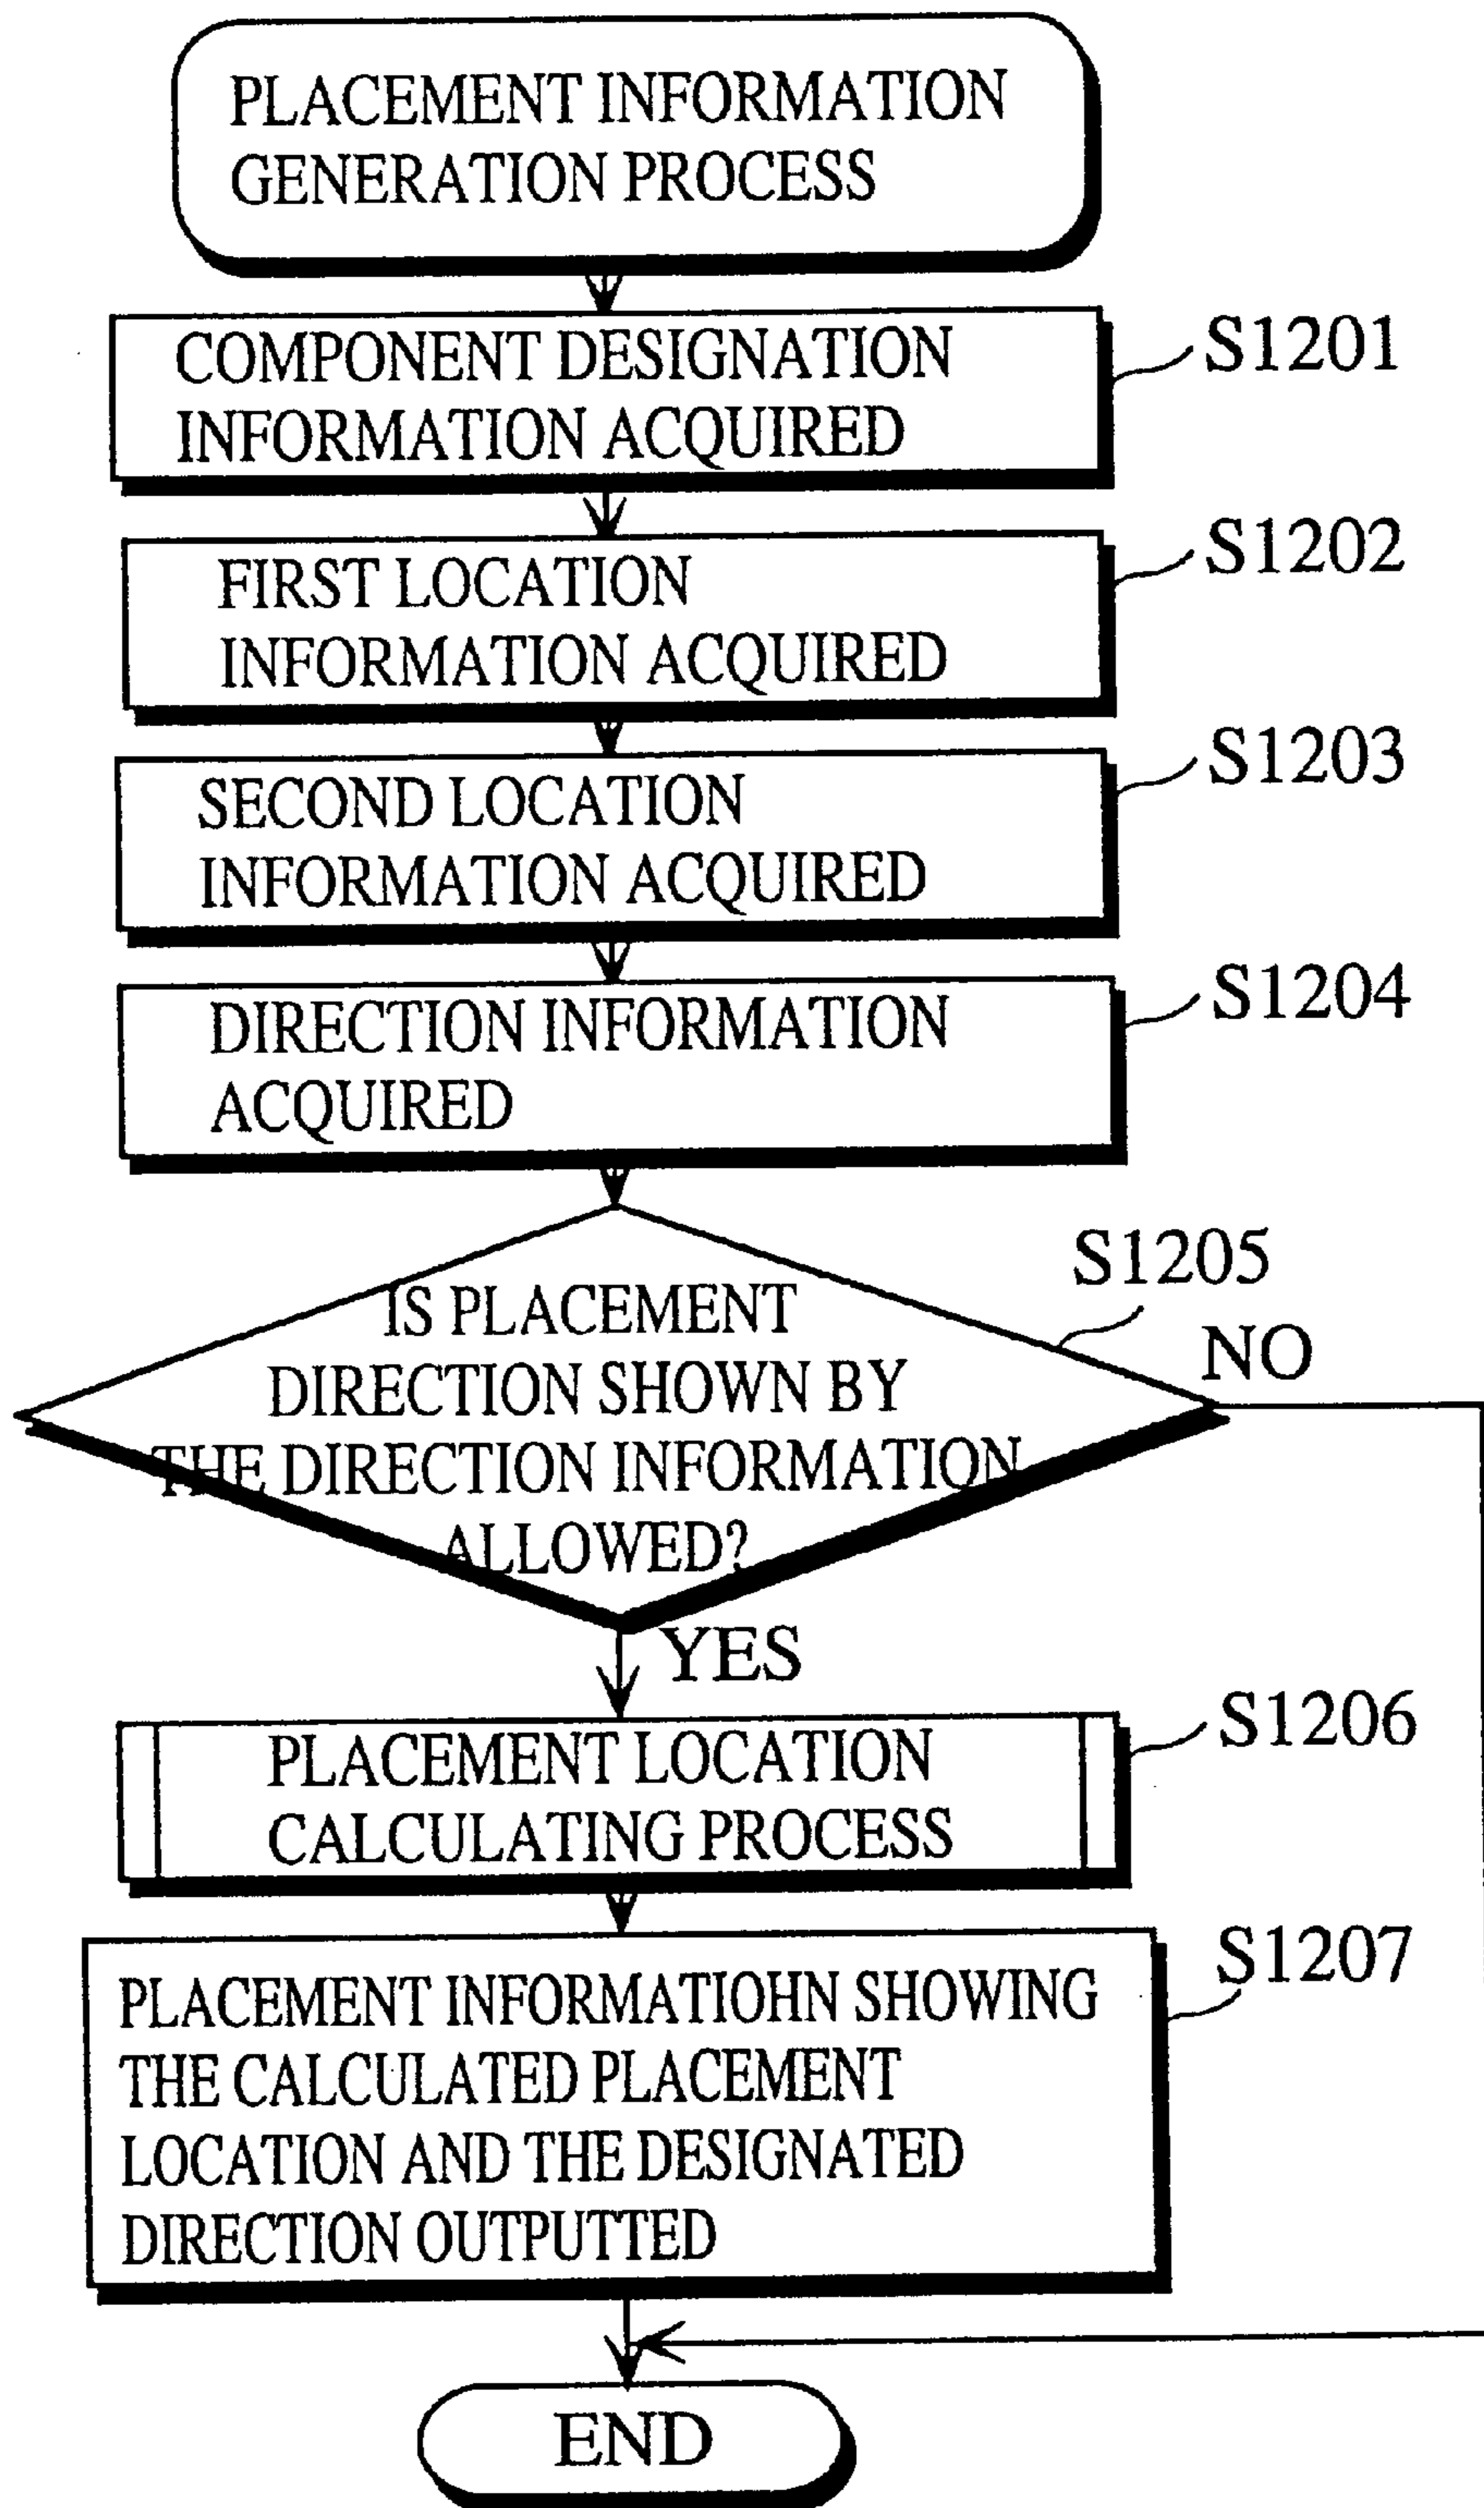 PLACEMENT INFORMATION
GENERATION PROCESS
COMPONENT DESIGNATION
INFORMATION ACQUIRED
S1201
FIRST LOCATION
INFORMATION ACQUIRED
S1202
SECOND LOCATION
INFORMATION ACQUIRED
S1203
DIRECTION INFORMATION
ACQUIRED
S1204
IS PLACEMENT
DIRECTION SHOWN BY
THE DIRECTION INFORMATION
ALLOWED?
S1205
NO
YES
PLACEMENT LOCATION
CALCULATING PROCESS
S1206
PLACEMENT INFORMATIOHN SHOWING
THE CALCULATED PLACEMENT
LOCATION AND THE DESIGNATED
DIRECTION OUTPUTTED
S1207
END